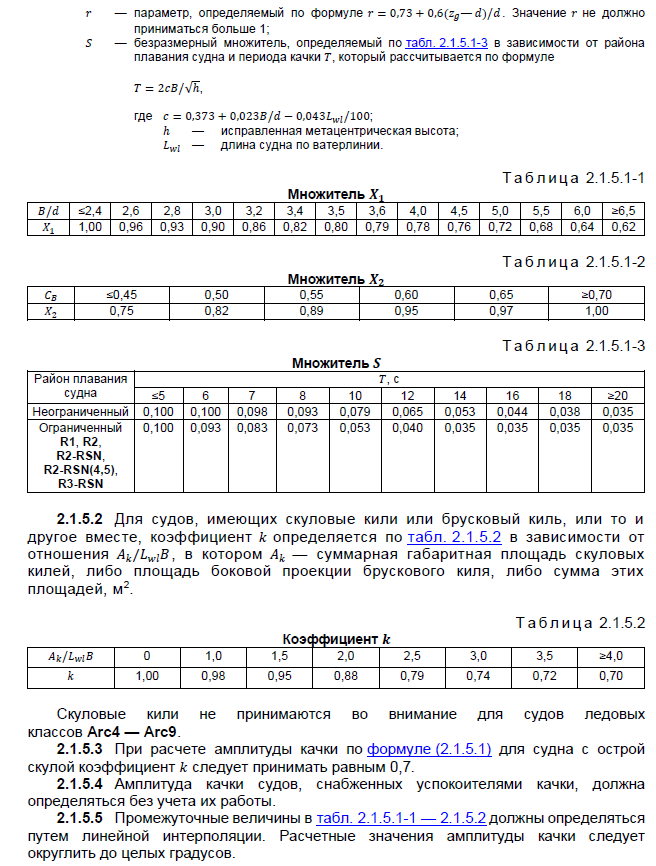 r — параметр, определяемый по формуле r = 0,73 + 0,6(z_g — d)/d. Значение r не должно
приниматься больше 1;
S — безразмерный множитель, определяемый по табл. 2.1.5.1-3 в зависимости от района
плавания судна и периода качки T, который рассчитывается по формуле
T = 2cB/√h,
где c = 0,373 + 0,023B/d − 0,043L_wl/100;
h — исправленная метацентрическая высота;
L_wl — длина судна по ватерлинии.
Таблица 2.1.5.1-1
Множитель X₁
B/d ≤2,4 2,6 2,8 3,0 3,2 3,4 3,5 3,6 4,0 4,5 5,0 5,5 6,0 ≥6,5
X₁ 1,00 0,96 0,93 0,90 0,86 0,82 0,80 0,79 0,78 0,76 0,72 0,68 0,64 0,62
Таблица 2.1.5.1-2
Множитель X₂
C_B ≤0,45 0,50 0,55 0,60 0,65 ≥0,70
X₂ 0,75 0,82 0,89 0,95 0,97 1,00
Таблица 2.1.5.1-3
Множитель S
Район плавания судна T, с
≤5 6 7 8 10 12 14 16 18 ≥20
Неограниченный 0,100 0,100 0,098 0,093 0,079 0,065 0,053 0,044 0,038 0,035
Ограниченный 0,100 0,093 0,083 0,073 0,053 0,040 0,035 0,035 0,035 0,035
R1, R2,
R2-RSN,
R2-RSN(4,5),
R3-RSN
2.1.5.2 Для судов, имеющих скуловые кили или брусковый киль, или то и
другое вместе, коэффициент k определяется по табл. 2.1.5.2 в зависимости от
отношения A_k/L_wlB, в котором A_k — суммарная габаритная площадь скуловых
килей, либо площадь боковой проекции брускового киля, либо сумма этих
площадей, м².
Таблица 2.1.5.2
Коэффициент k
A_k/L_wlB 0 1,0 1,5 2,0 2,5 3,0 3,5 ≥4,0
k 1,00 0,98 0,95 0,88 0,79 0,74 0,72 0,70
Скуловые кили не принимаются во внимание для судов ледовых
классов Arc4 — Arc9.
2.1.5.3 При расчете амплитуды качки по формуле (2.1.5.1) для судна с острой
скулой коэффициент k следует принимать равным 0,7.
2.1.5.4 Амплитуда качки судов, снабженных успокоителями качки, должна
определяться без учета их работы.
2.1.5.5 Промежуточные величины в табл. 2.1.5.1-1 — 2.1.5.2 должны определяться
путем линейной интерполяции. Расчетные значения амплитуды качки следует
округлить до целых градусов.